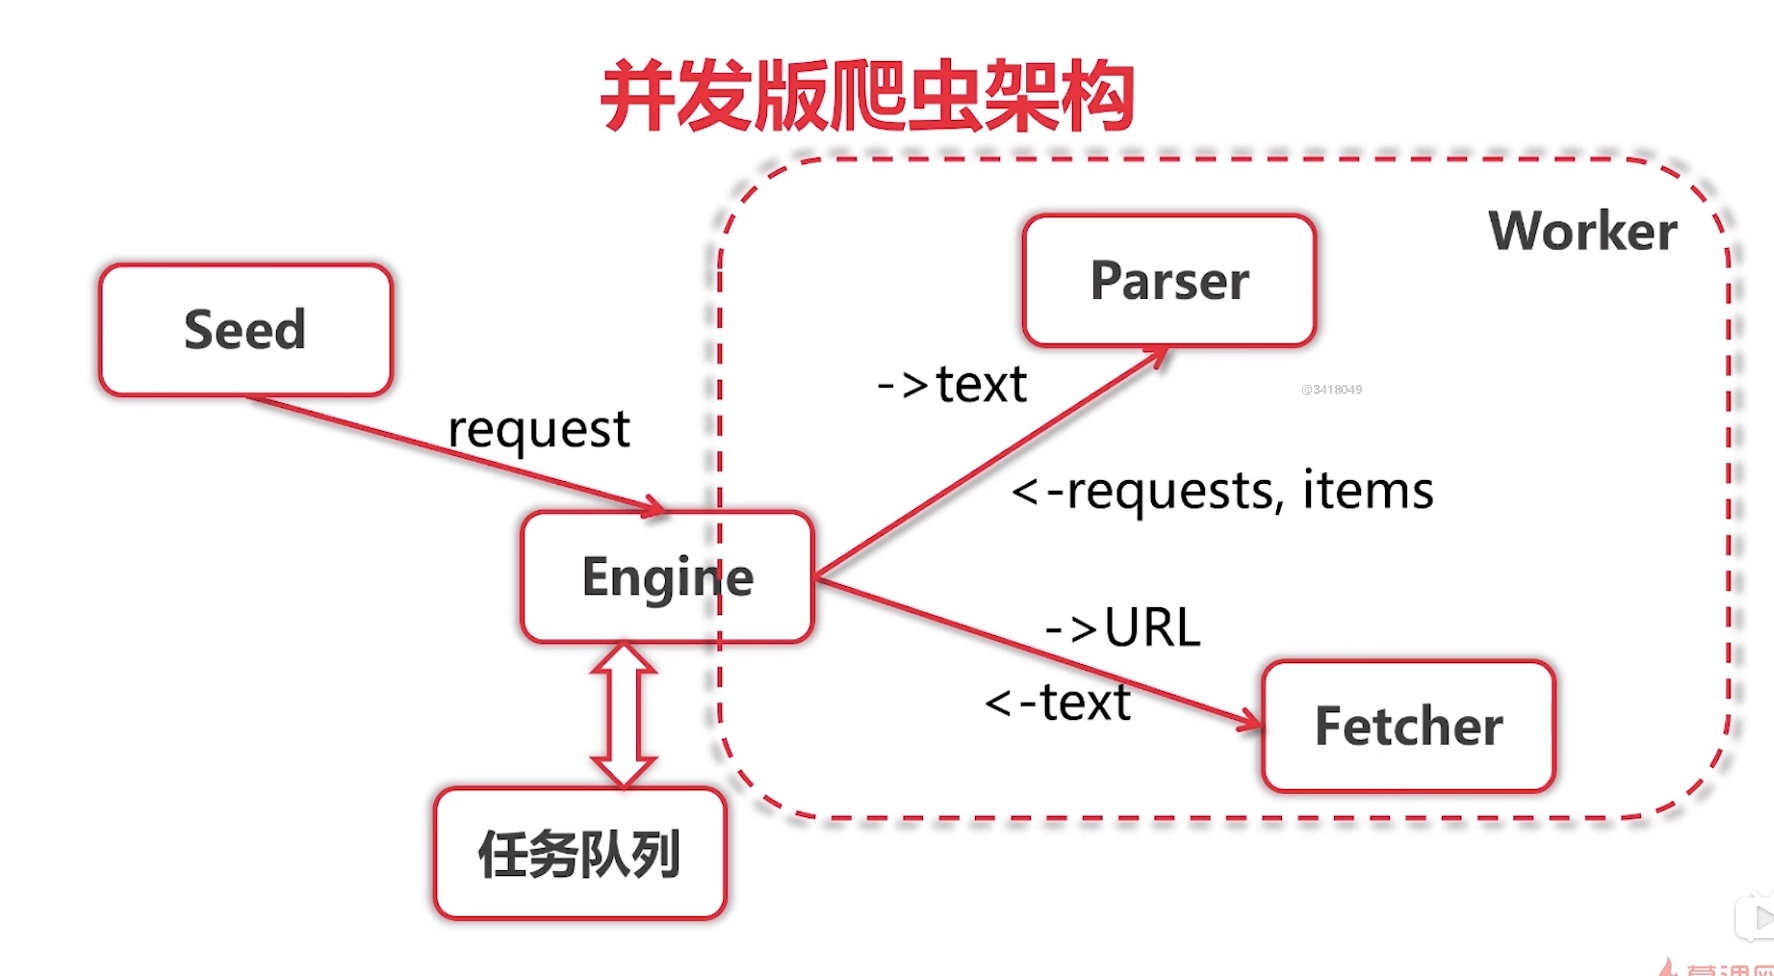 并发版爬虫架构
Worker
Parser
Seed
->text
@3418049
request
<-requests, items
Engine
->URL
<-text
Fetcher
任务队列